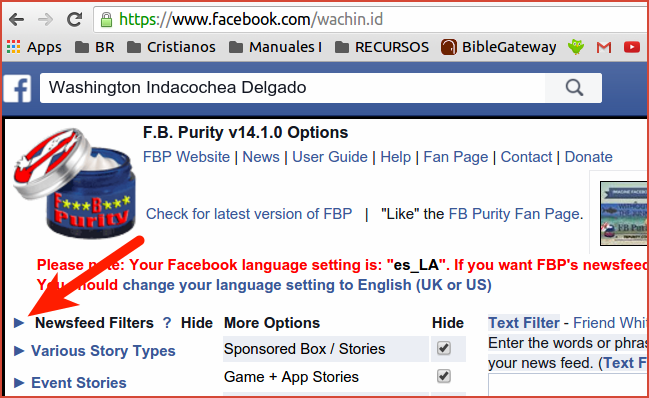 https://www.facebook.com/wachin.id
Apps BR Cristianos Manuales I RECURSOS BibleGateway
Washington Indacochea Delgado
F.B. Purity v14.1.0 Options
FBP Website | News | User Guide | Help | Fan Page | Contact | Donate
F***B***
Purity
Check for latest version of FBP | "Like" the FB Purity Fan Page.
Please note: Your Facebook language setting is: "es_LA". If you want FBP's newsfeed
You should change your language setting to English (UK or US)
Newsfeed Filters ? Hide More Options Hide Text Filter - Friend Whit
Various Story Types Sponsored Box / Stories Enter the words or phras
your news feed. (Text F
Event Stories Game + App Stories